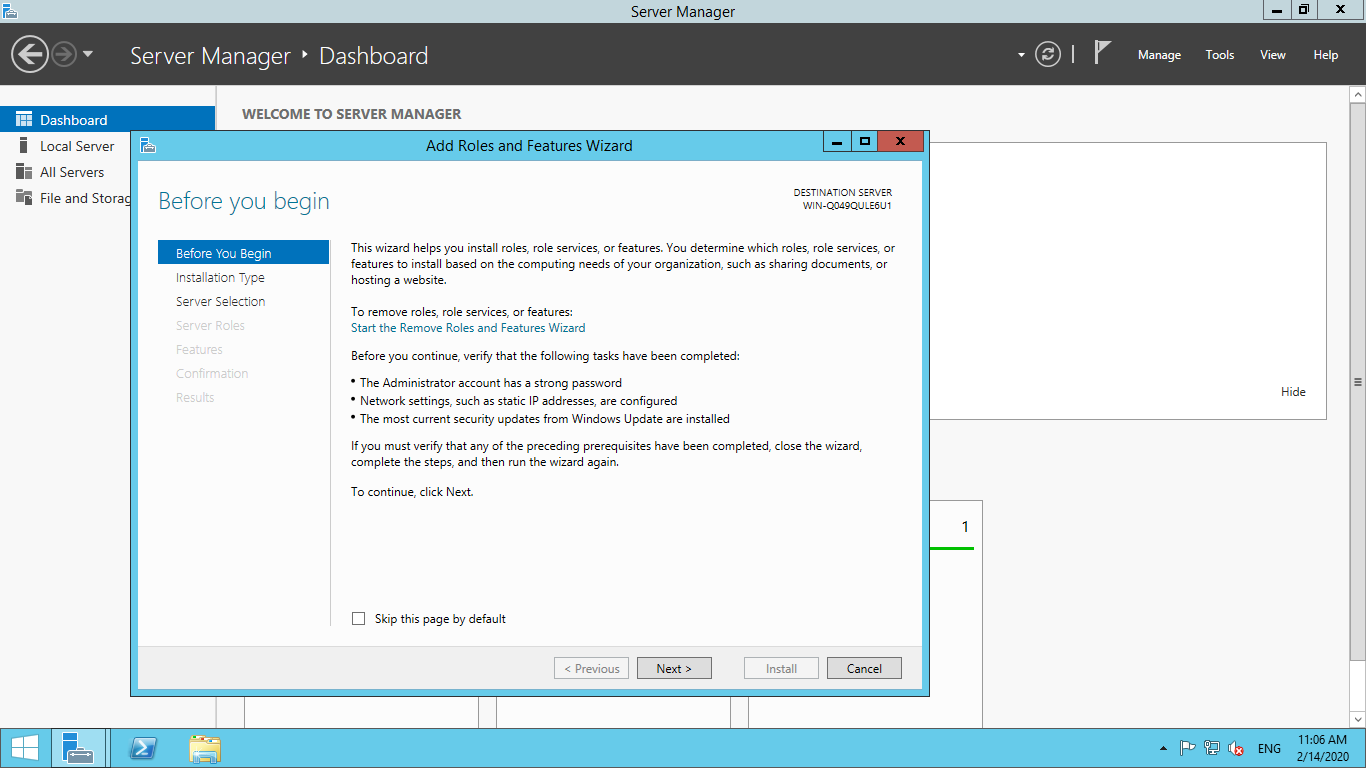 Server Manager
Server Manager ‣ Dashboard
Manage Tools View Help
Dashboard
Local Server
All Servers
File and Storag
WELCOME TO SERVER MANAGER
Add Roles and Features Wizard
Before you begin
DESTINATION SERVER
WIN-Q049QULE6U1
Before You Begin
Installation Type
Server Selection
Server Roles
Features
Confirmation
Results
This wizard helps you install roles, role services, or features. You determine which roles, role services, or
features to install based on the computing needs of your organization, such as sharing documents, or
hosting a website.
To remove roles, role services, or features:
Start the Remove Roles and Features Wizard
Before you continue, verify that the following tasks have been completed:
• The Administrator account has a strong password
• Network settings, such as static IP addresses, are configured
• The most current security updates from Windows Update are installed
If you must verify that any of the preceding prerequisites have been completed, close the wizard,
complete the steps, and then run the wizard again.
To continue, click Next.
Skip this page by default
< Previous Next > Install Cancel
Hide
1
ENG
11:06 AM
2/14/2020